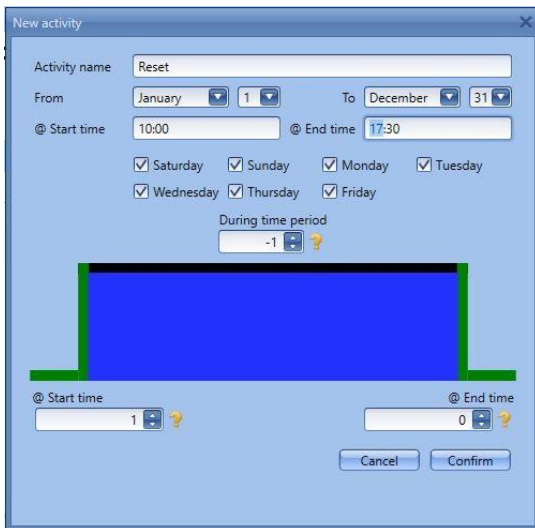 New activity
Activity name Reset
From January 1 To December 31
@ Start time 10:00 @ End time 17:30
Saturday Sunday Monday Tuesday
Wednesday Thursday Friday
During time period
-1 ?
@ Start time @ End time
1 ? 0 ?
Cancel Confirm